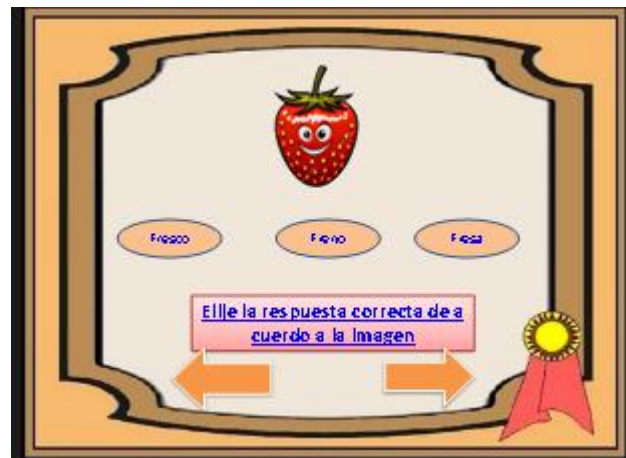 Fresco Freno Fresa
Elije la respuesta correcta de a
cuerdo a la imagen